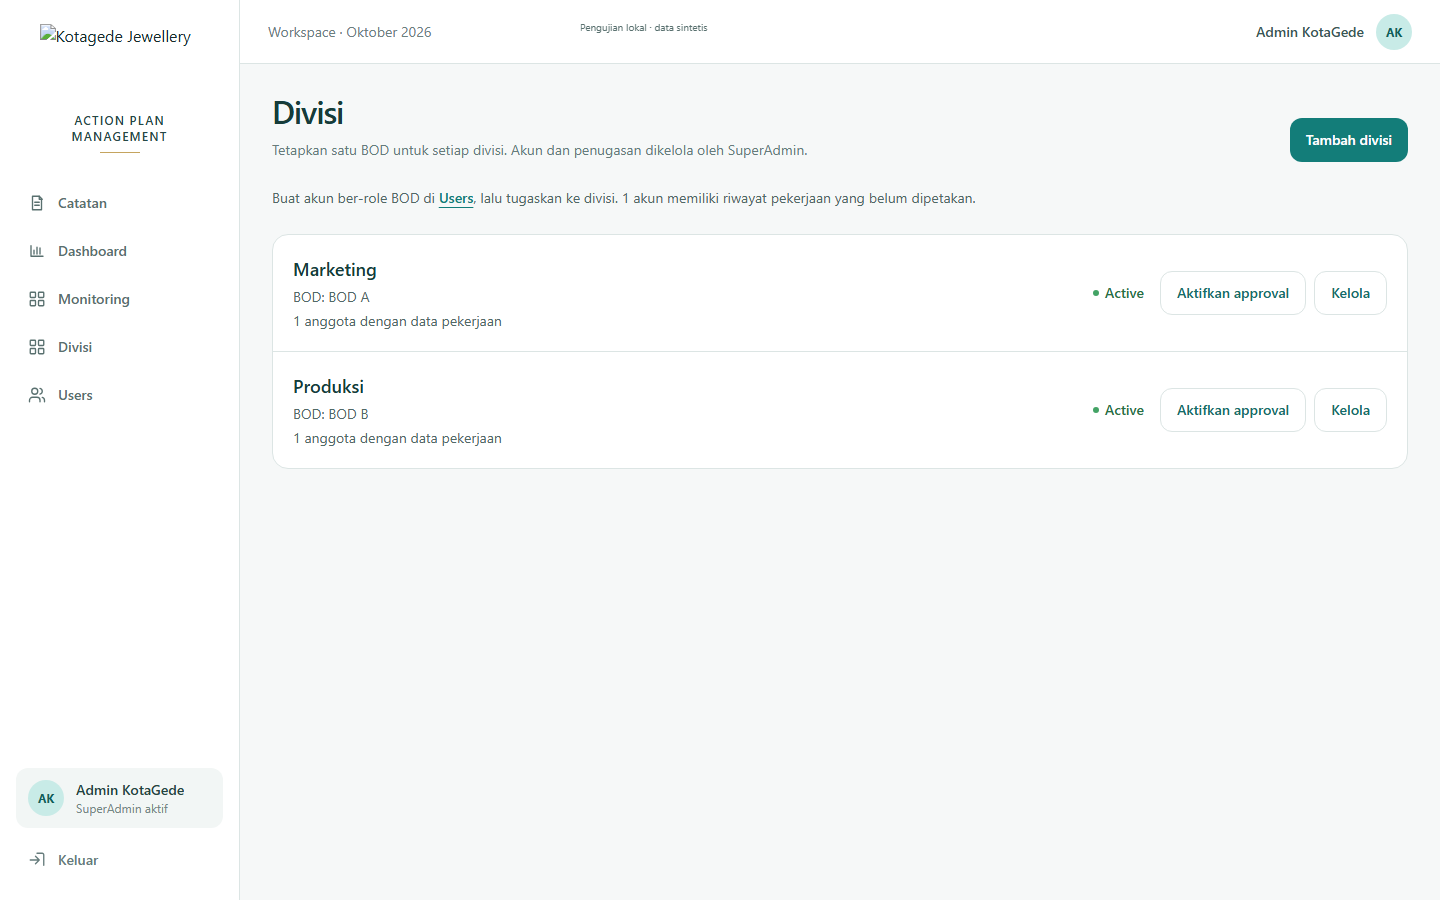 Kotagede Jewellery
ACTION PLAN
MANAGEMENT
Catatan
Dashboard
Monitoring
Divisi
Users
AK
Admin KotaGede
SuperAdmin aktif
Keluar
Workspace · Oktober 2026
Pengujian lokal · data sintetis
Admin KotaGede
AK
Divisi
Tetapkan satu BOD untuk setiap divisi. Akun dan penugasan dikelola oleh SuperAdmin.
Tambah divisi
Buat akun ber-role BOD di Users, lalu tugaskan ke divisi. 1 akun memiliki riwayat pekerjaan yang belum dipetakan.
Marketing
BOD: BOD A
1 anggota dengan data pekerjaan
Active
Aktifkan approval
Kelola
Produksi
BOD: BOD B
1 anggota dengan data pekerjaan
Active
Aktifkan approval
Kelola